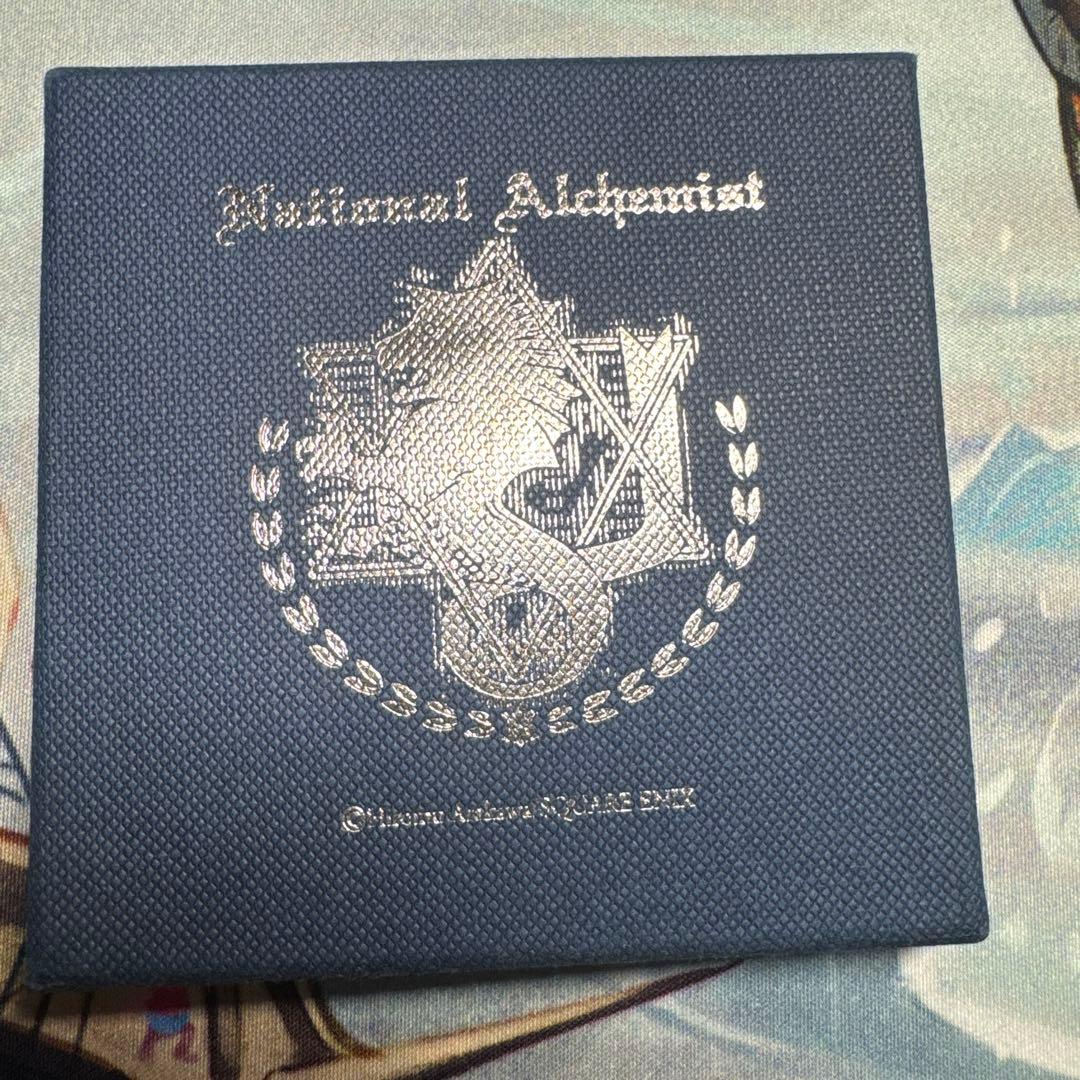 National Alchemist
©Hiromu Arakawa/SQUARE ENIX